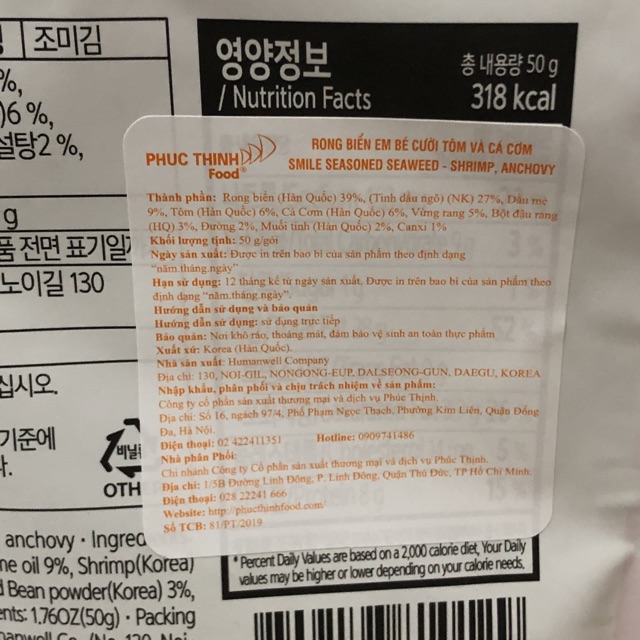 조미김
%,
)6 %,
설탕2 %,
g
품 전면 표기일까
노이길 130
십시오.
기준에
다.
비닐류
OTH
anchovy · Ingred
me oil 9%, Shrimp(Korea)
Bean powder(Korea) 3%,
ents: 1.76OZ(50g) · Packing
영양정보
/ Nutrition Facts
총 내용량 50 g
318 kcal
PHUC THINH
Food®
RONG BIỂN EM BÉ CƯỜI TÔM VÀ CÁ CƠM
SMILE SEASONED SEAWEED - SHRIMP, ANCHOVY
Thành phần: Rong biển (Hàn Quốc) 39%, (Tinh dầu ngô) (NK) 27%, Dầu mè
9%, Tôm (Hàn Quốc) 6%, Cá Cơm (Hàn Quốc) 6%, Vừng rang 5%, Bột đậu răng
(HQ) 3%, Đường 2%, Muối tinh (Hàn Quốc) 2%, Canxi 1%
Khối lượng tịnh: 50 g/gói
Ngày sản xuất: Được in trên bao bì của sản phẩm theo định dạng
"năm.tháng.ngày"
Hạn sử dụng: 12 tháng kể từ ngày sản xuất. Được in trên bao bì của sản phẩm theo
định dạng "năm.tháng.ngày".
Hướng dẫn sử dụng và bảo quản
Hướng dẫn sử dụng: sử dụng trực tiếp
Bảo quản: Nơi khô ráo, thoáng mát, đảm bảo vệ sinh an toàn thực phẩm
Xuất sứ: Korea (Hàn Quốc).
Nhà sản xuất: Humanwell Company
Địa chỉ: 130, NOI-GIL, NONGONG-EUP, DALSEONG-GUN, DAEGU, KOREA
Nhập khẩu, phân phối và chịu trách nhiệm về sản phẩm:
Công ty cổ phần sản xuất thương mại và dịch vụ Phúc Thịnh.
Địa chỉ: Số 16, ngách 97/4, Phố Phạm Ngọc Thạch, Phường Kim Liên, Quận Đống
Đa, Hà Nội.
Điện thoại: 02 422411351 Hotline: 0909741486
Nhà phân Phối:
Chi nhánh Công ty Cổ phần sản xuất thương mại và dịch vụ Phúc Thịnh.
Địa chỉ: 1/5B Đường Linh Đông, P. Linh Đông, Quận Thủ Đức, TP Hồ Chí Minh.
Điện thoại: 028 22241 666
Website: http://phucthinhfood.com/
Số TCB: 81/PT/2019
* Percent Daily Values are based on a 2,000 calorie diet, Your Daily
values may be higher or lower depending on your calorie needs.